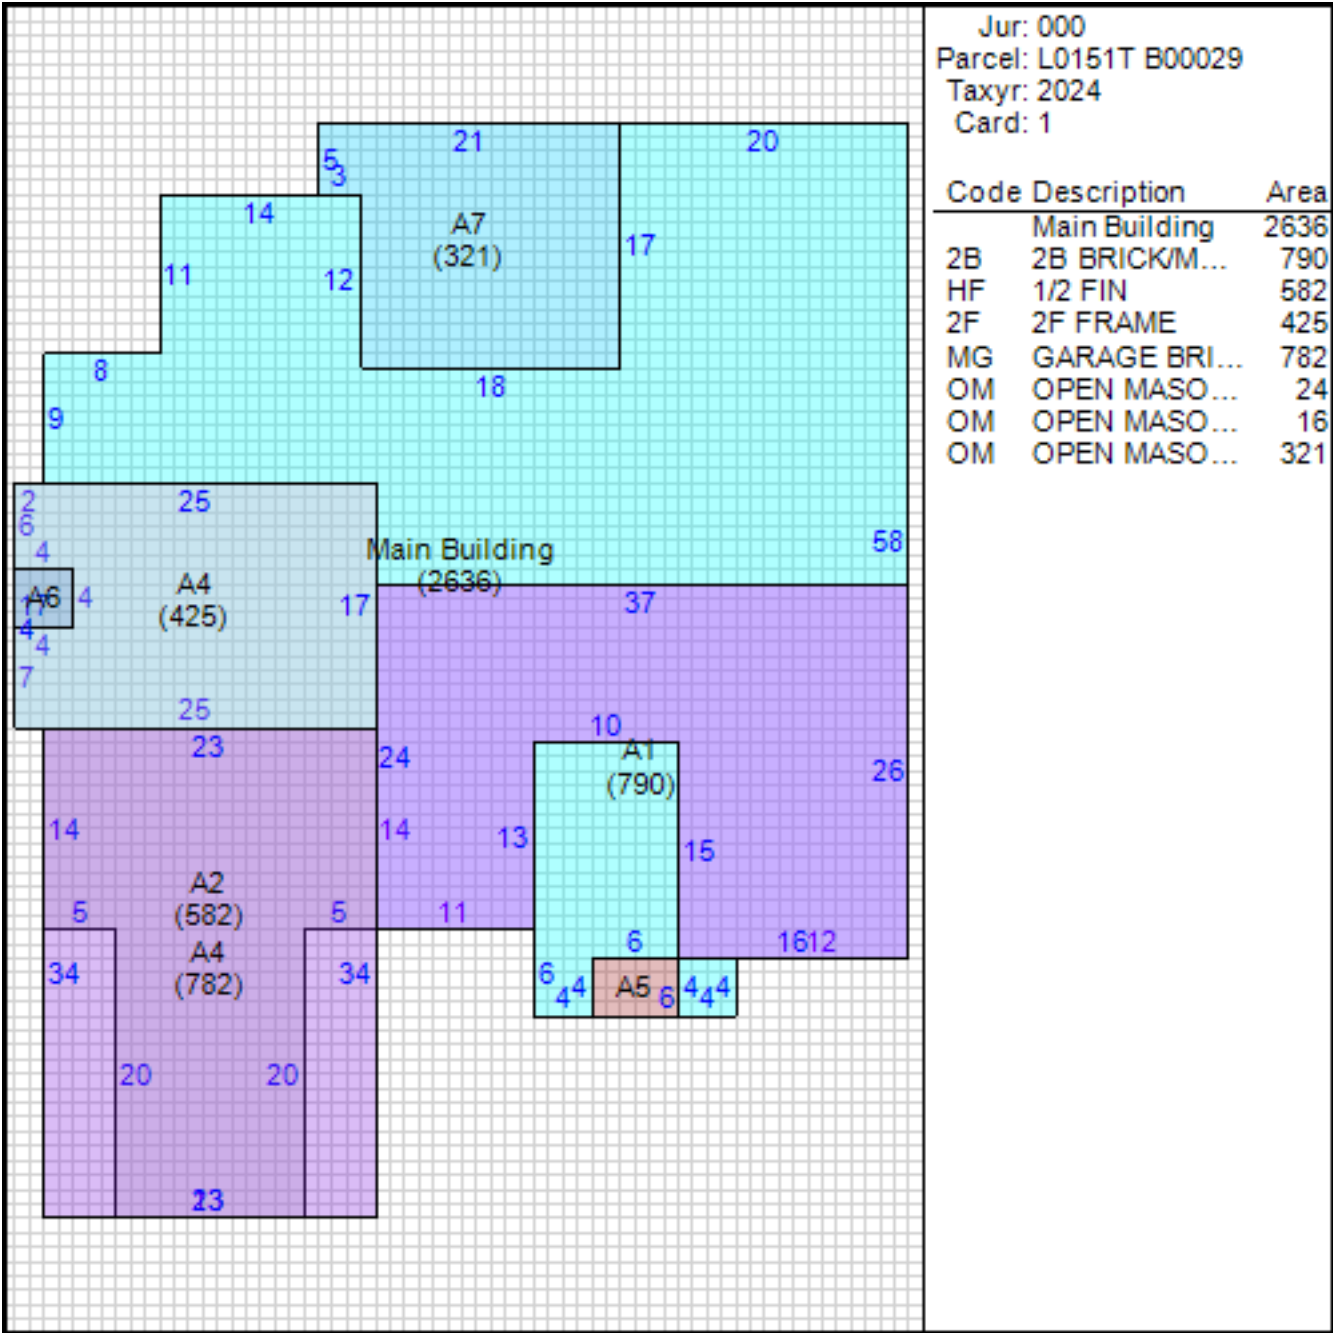 Jur: 000
Parcel: L0151T B00029
Taxyr: 2024
Card: 1
Code Description Area
Main Building 2636
2B 2B BRICK/M... 790
HF 1/2 FIN 582
2F 2F FRAME 425
MG GARAGE BRI... 782
OM OPEN MASO... 24
OM OPEN MASO... 16
OM OPEN MASO... 321
21 20
5
3
14
A7
(321)
17
11 12
8 18
9
2 25
6
4
58
Main Building
(2636)
A6 4
A4
(425)
17
37
4
4
7
25
10
23
24
A1
(790)
26
14 14 13 15
A2
(582)
5 5 11
A4
(782)
6 16 12
34 34
6 4 4 A5 6 4 4 4
20 20
23